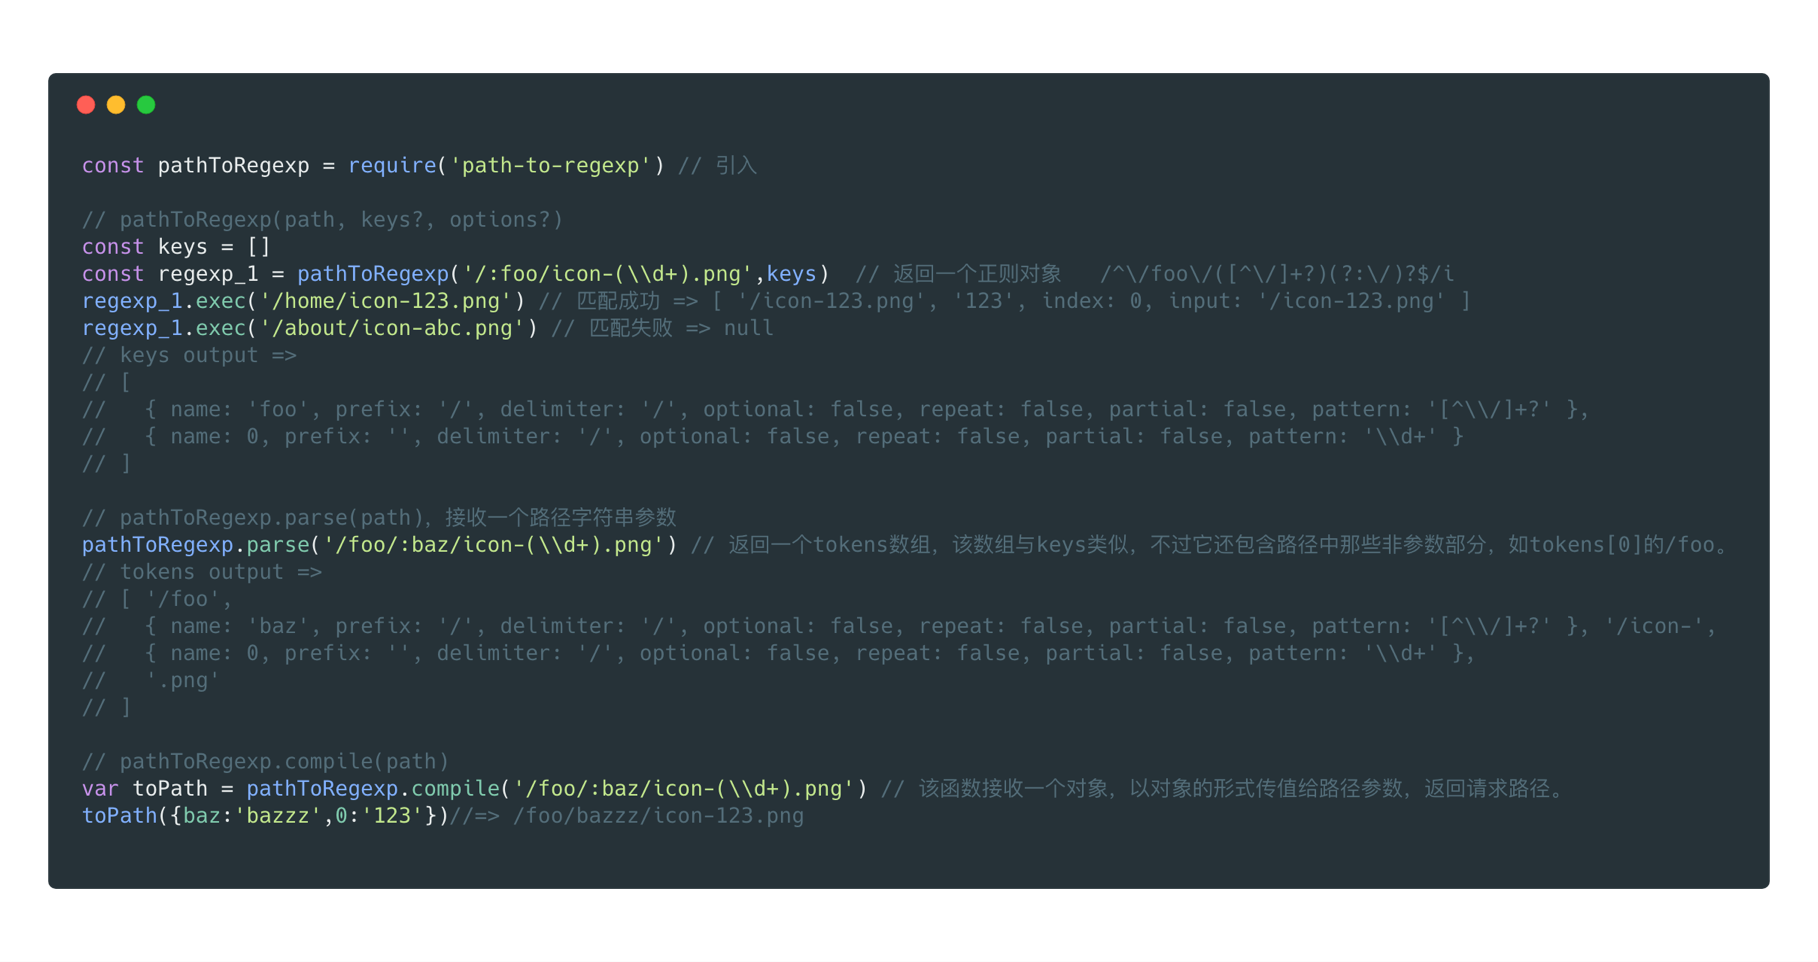 const pathToRegexp = require('path-to-regexp') // 引入
// pathToRegexp(path, keys?, options?)
const keys = []
const regexp_1 = pathToRegexp('/:foo/icon-(\\d+).png',keys)  // 返回一个正则对象   /^\/foo\/([^\/]+?)(?:\/)?$/i
regexp_1.exec('/home/icon-123.png') // 匹配成功 => [ '/icon-123.png', '123', index: 0, input: '/icon-123.png' ]
regexp_1.exec('/about/icon-abc.png') // 匹配失败 => null
// keys output =>
// [
//   { name: 'foo', prefix: '/', delimiter: '/', optional: false, repeat: false, partial: false, pattern: '[^\\/]+?' },
//   { name: 0, prefix: '', delimiter: '/', optional: false, repeat: false, partial: false, pattern: '\\d+' }
// ]
// pathToRegexp.parse(path)，接收一个路径字符串参数
pathToRegexp.parse('/foo/:baz/icon-(\\d+).png') // 返回一个tokens数组，该数组与keys类似，不过它还包含路径中那些非参数部分，如tokens[0]的/foo。
// tokens output =>
// [ '/foo',
//   { name: 'baz', prefix: '/', delimiter: '/', optional: false, repeat: false, partial: false, pattern: '[^\\/]+?' }, '/icon-',
//   { name: 0, prefix: '', delimiter: '/', optional: false, repeat: false, partial: false, pattern: '\\d+' },
//   '.png'
// ]
// pathToRegexp.compile(path)
var toPath = pathToRegexp.compile('/foo/:baz/icon-(\\d+).png') // 该函数接收一个对象，以对象的形式传值给路径参数，返回请求路径。
toPath({baz:'bazzz',0:'123'})//=> /foo/bazzz/icon-123.png